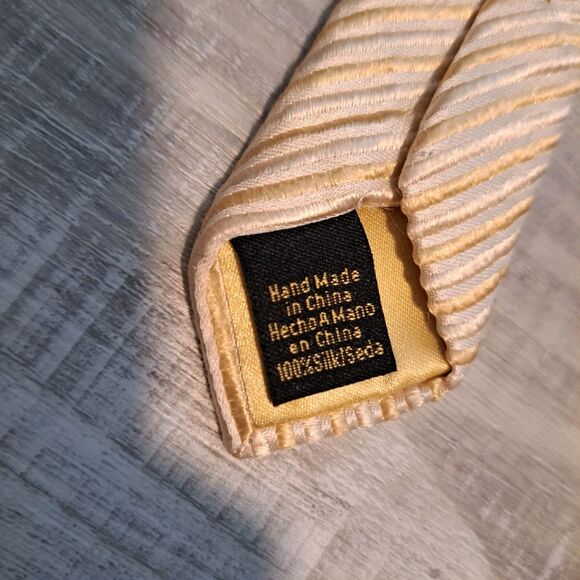 Hand Made
in China
Hecho A Mano
en China
100% Silk/Seda